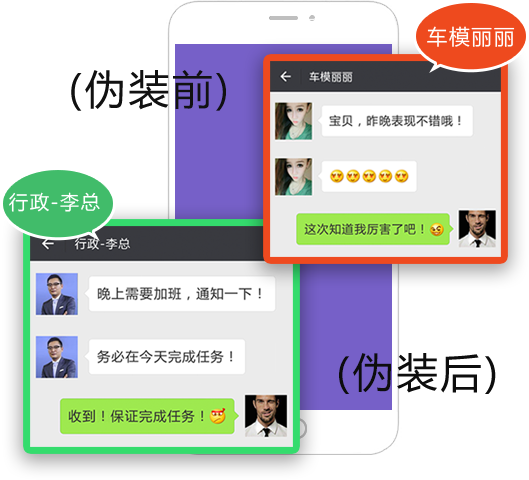 车模丽丽
(伪装前)
车模丽丽
宝贝，昨晚表现不错哦！
😍😍😍😍😍
这次知道我厉害了吧！😉
行政-李总
行政-李总
晚上需要加班，通知一下！
务必在今天完成任务！
收到！保证完成任务！
(伪装后)